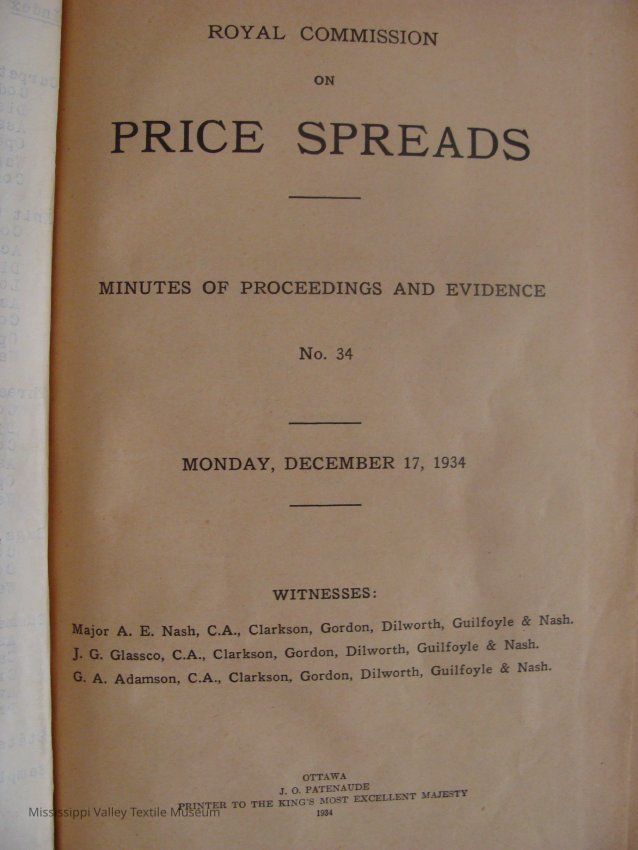 ROYAL COMMISSION
ON
PRICE SPREADS
MINUTES OF PROCEEDINGS AND EVIDENCE
No. 34
MONDAY, DECEMBER 17, 1934
WITNESSES:
Major A. E. Nash, C.A., Clarkson, Gordon, Dilworth, Guilfoyle & Nash.
J. G. Glassco, C.A., Clarkson, Gordon, Dilworth, Guilfoyle & Nash.
G. A. Adamson, C.A., Clarkson, Gordon, Dilworth, Guilfoyle & Nash.
OTTAWA
J. O. PATENAUDE
PRINTER TO THE KING'S MOST EXCELLENT MAJESTY
1934
Mississippi Valley Textile Museum